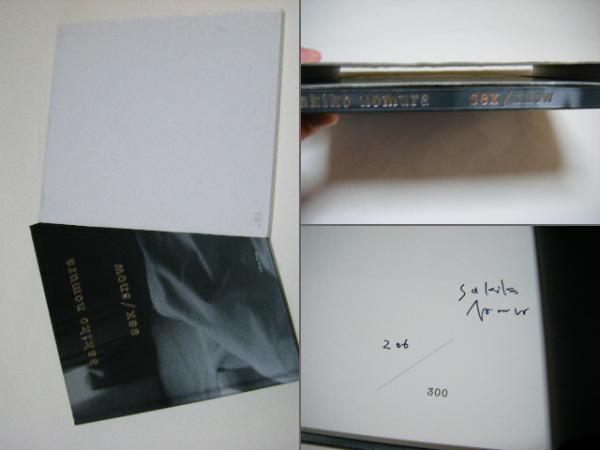 sakiko nomura
sex/snow
sakiko nomura sex/snow
sakiko
Nomura
206
300